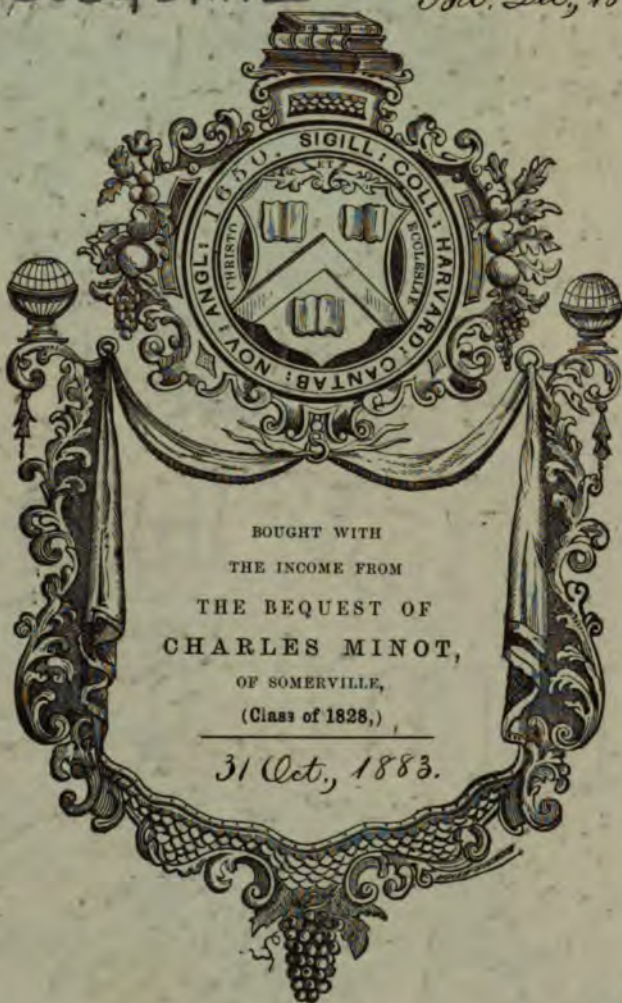 SIGILL: COLL: HARVARD: CANTAB: NOV: ANGL: 1650.
CHRISTO
ET
ECCLESIAE
BOUGHT WITH
THE INCOME FROM
THE BEQUEST OF
CHARLES MINOT,
OF SOMERVILLE,
(Class of 1828,)
31 Oct., 1883.